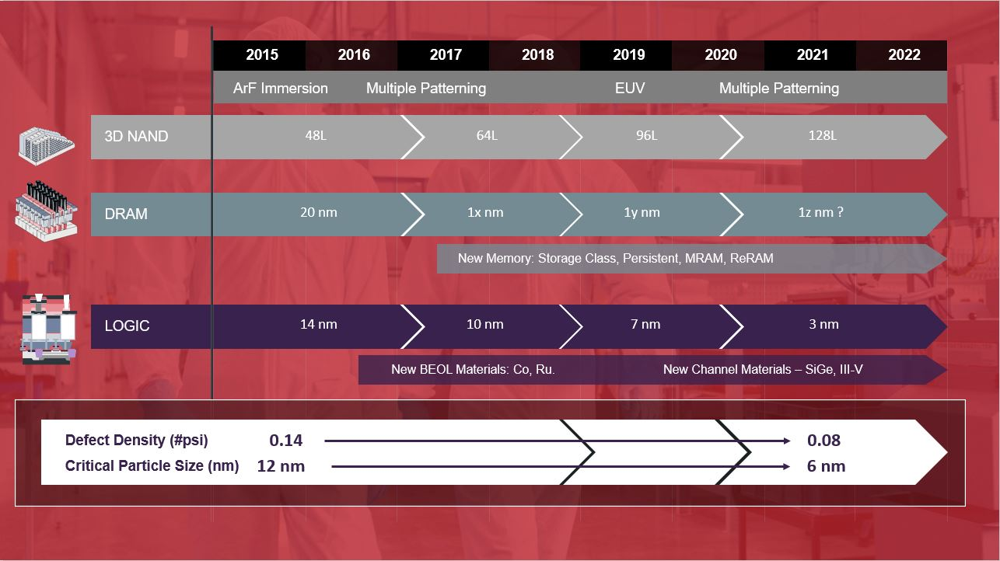 2015 2016 2017 2018 2019 2020 2021 2022
ArF Immersion Multiple Patterning EUV Multiple Patterning
3D NAND 48L 64L 96L 128L
DRAM 20 nm 1x nm 1y nm 1z nm ?
New Memory: Storage Class, Persistent, MRAM, ReRAM
LOGIC 14 nm 10 nm 7 nm 3 nm
New BEOL Materials: Co, Ru. New Channel Materials – SiGe, III-V
Defect Density (#psi) 0.14 0.08
Critical Particle Size (nm) 12 nm 6 nm